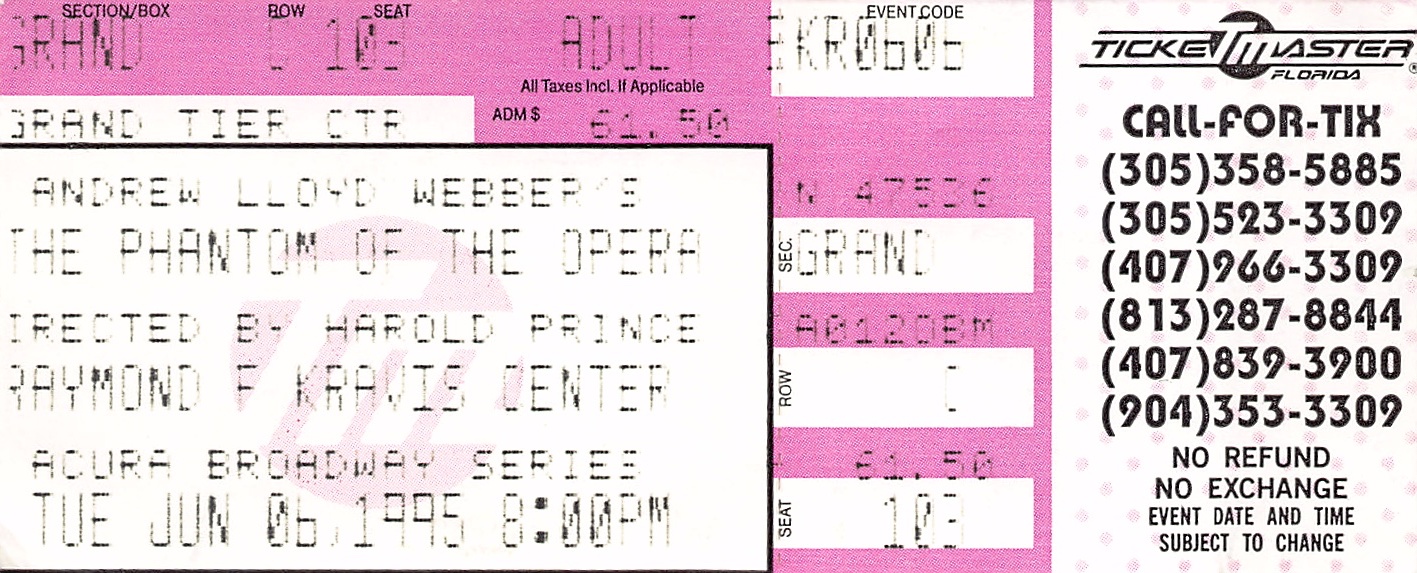 SECTION/BOX ROW SEAT EVENT CODE
GRAND C 103 ADULT EKR0606
All Taxes Incl. If Applicable
GRAND TIER CTR ADM $ 61.50
ANDREW LLOYD WEBBER'S
THE PHANTOM OF THE OPERA
IRECTED BY HAROLD PRINCE
RAYMOND F KRAVIS CENTER
ACURA BROADWAY SERIES
TUE JUN 06,1995 8:00PM
N 4753E
SEC. GRAND
A0120BM
ROW C
61.50
SEAT 103
TICKETMASTER ®
FLORIDA
CALL-FOR-TIX
(305)358-5885
(305)523-3309
(407)966-3309
(813)287-8844
(407)839-3900
(904)353-3309
NO REFUND
NO EXCHANGE
EVENT DATE AND TIME
SUBJECT TO CHANGE